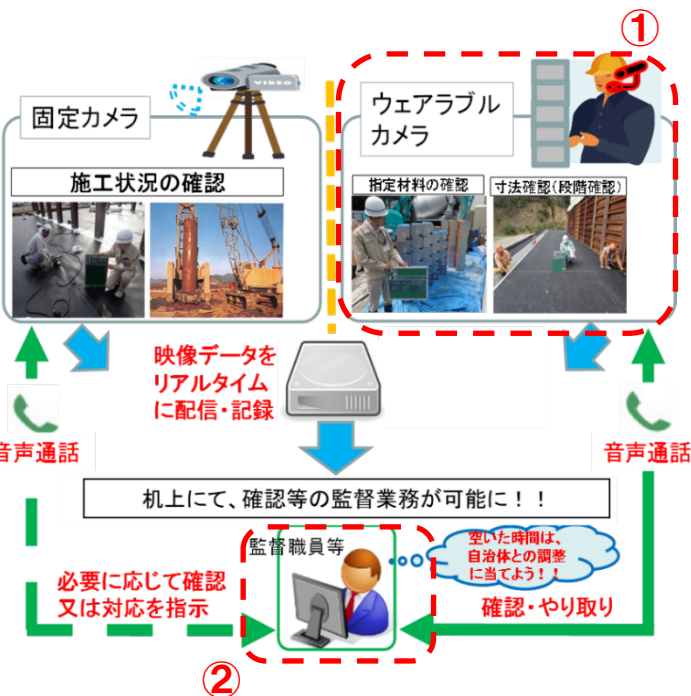 ①
VIDEO
固定カメラ
ウェアラブル
カメラ
施工状況の確認
指定材料の確認
寸法確認(段階確認)
映像データを
リアルタイム
に配信・記録
音声通話
音声通話
机上にて、確認等の監督業務が可能に！！
監督職員等
空いた時間は、
自治体との調整
に当てよう！！
必要に応じて確認
又は対応を指示
確認・やり取り
②